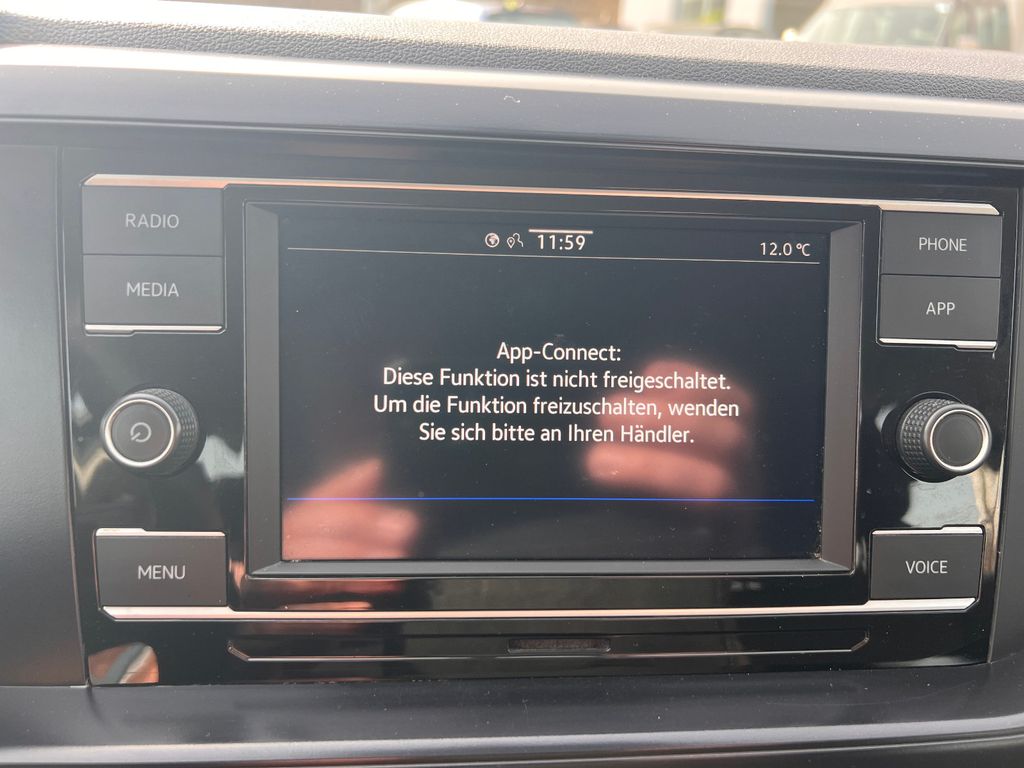 RADIO
MEDIA
11:59
12.0 °C
PHONE
APP
App-Connect:
Diese Funktion ist nicht freigeschaltet.
Um die Funktion freizuschalten, wenden
Sie sich bitte an Ihren Händler.
MENU
VOICE